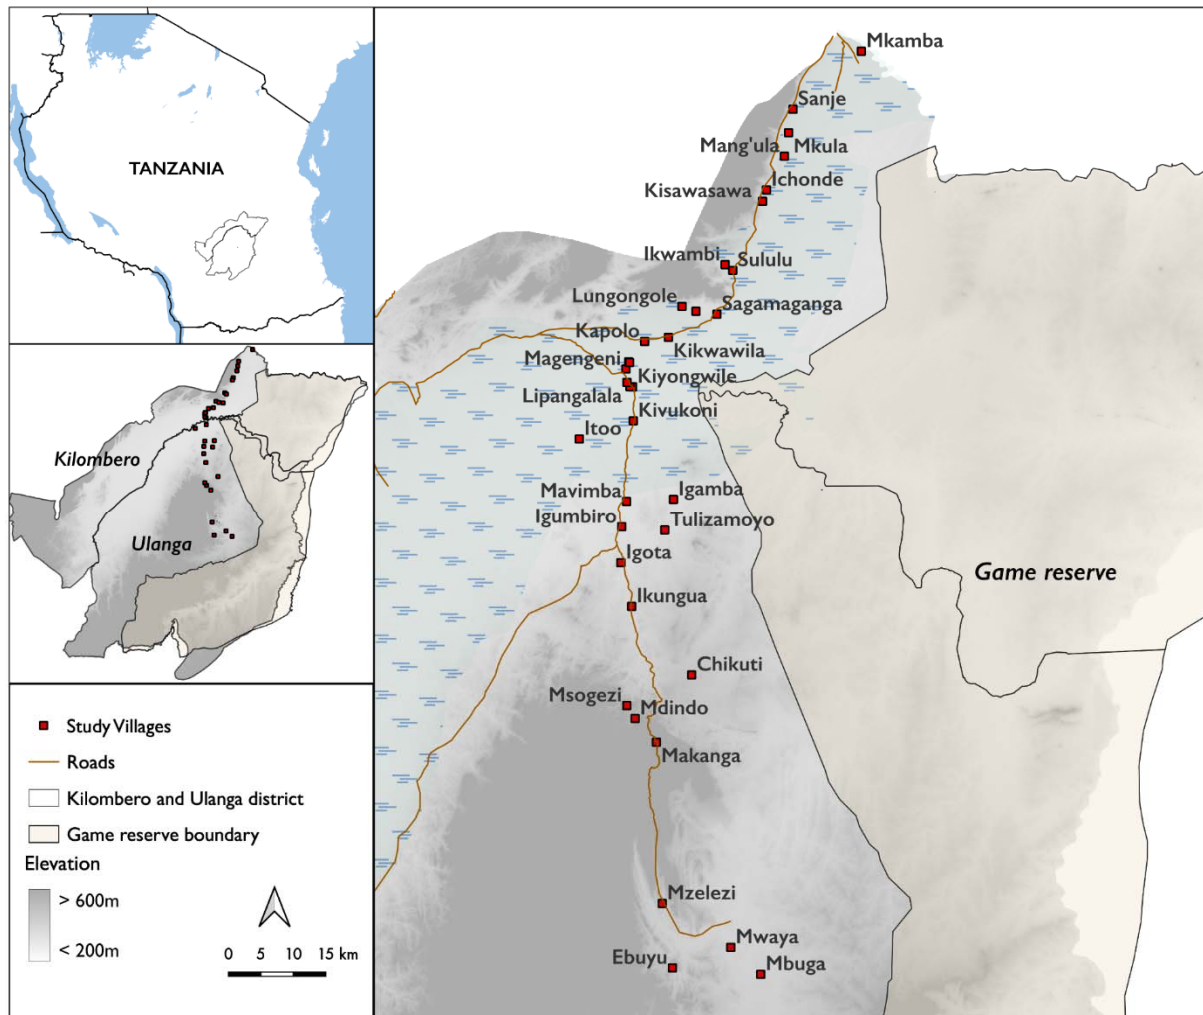 TANZANIA
Kilombero
Ulanga
Study Villages
Roads
Kilombero and Ulanga district
Game reserve boundary
Elevation
> 600m
< 200m
0 5 10 15 km
Mkamba
Sanje
Mang'ula
Mkula
Ichonde
Kisawasawa
Ikwambi
Sululu
Lungongole
Sagamaganga
Kapolo
Kikwawila
Magengeni
Kiyongwile
Lipangalala
Kivukoni
Itoo
Mavimba
Igamba
Igumbiro
Tulizamoyo
Igota
Game reserve
Ikungua
Chikuti
Msogezi
Mdindo
Makanga
Mzelezi
Mwaya
Ebuyu
Mbuga